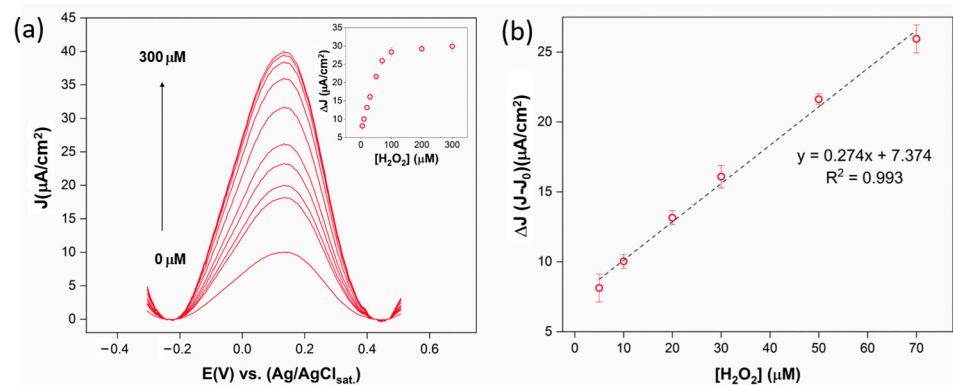 (a)
45
40
35
30
25
20
15
10
5
0
J(μA/cm²)
300 μM
0 μM
−0.4 −0.2 0.0 0.2 0.4 0.6
E(V) vs. (Ag/AgClsat.)
35
30
25
20
15
10
5
ΔJ (μA/cm²)
0 100 200 300
[H₂O₂] (μM)
(b)
25
20
15
10
5
ΔJ (J-J₀)(μA/cm²)
y = 0.274x + 7.374
R² = 0.993
0 10 20 30 40 50 60 70
[H₂O₂] (μM)